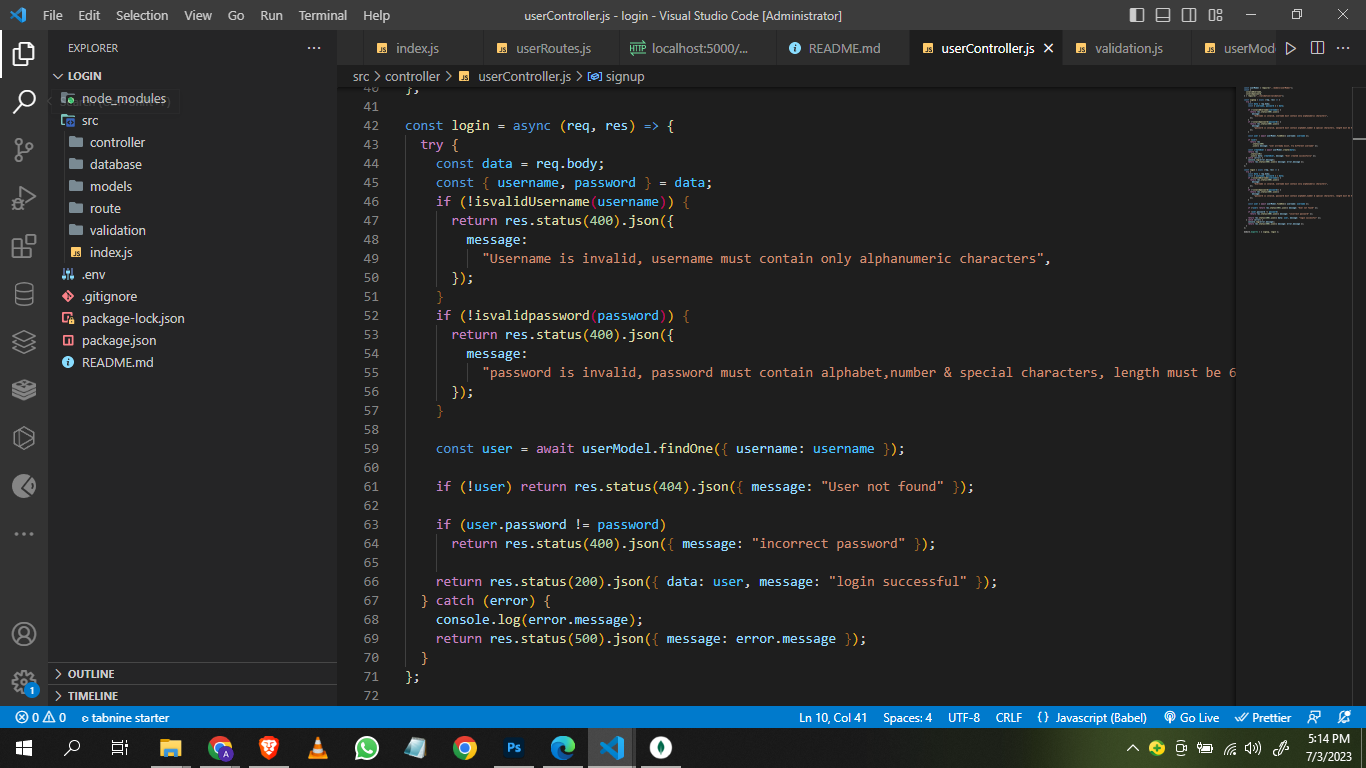 File Edit Selection View Go Run Terminal Help
userController.js - login - Visual Studio Code [Administrator]
EXPLORER
index.js
userRoutes.js
localhost:5000/...
README.md
userController.js
validation.js
userMod
LOGIN
src > controller > userController.js > signup
node_modules
src
controller
database
models
route
validation
index.js
.env
.gitignore
package-lock.json
package.json
README.md
OUTLINE
TIMELINE
40 };
41
42 const login = async (req, res) => {
43 try {
44 const data = req.body;
45 const { username, password } = data;
46 if (!isvalidUsername(username)) {
47 return res.status(400).json({
48 message:
49 "Username is invalid, username must contain only alphanumeric characters",
50 });
51 }
52 if (!isvalidpassword(password)) {
53 return res.status(400).json({
54 message:
55 "password is invalid, password must contain alphabet,number & special characters, length must be 6
56 });
57 }
58
59 const user = await userModel.findOne({ username: username });
60
61 if (!user) return res.status(404).json({ message: "User not found" });
62
63 if (user.password != password)
64 return res.status(400).json({ message: "incorrect password" });
65
66 return res.status(200).json({ data: user, message: "login successful" });
67 } catch (error) {
68 console.log(error.message);
69 return res.status(500).json({ message: error.message });
70 }
71 };
72
1
0 0 tabnine starter
Ln 10, Col 41 Spaces: 4 UTF-8 CRLF {} Javascript (Babel) Go Live Prettier
A
Ps
5:14 PM
7/3/2023